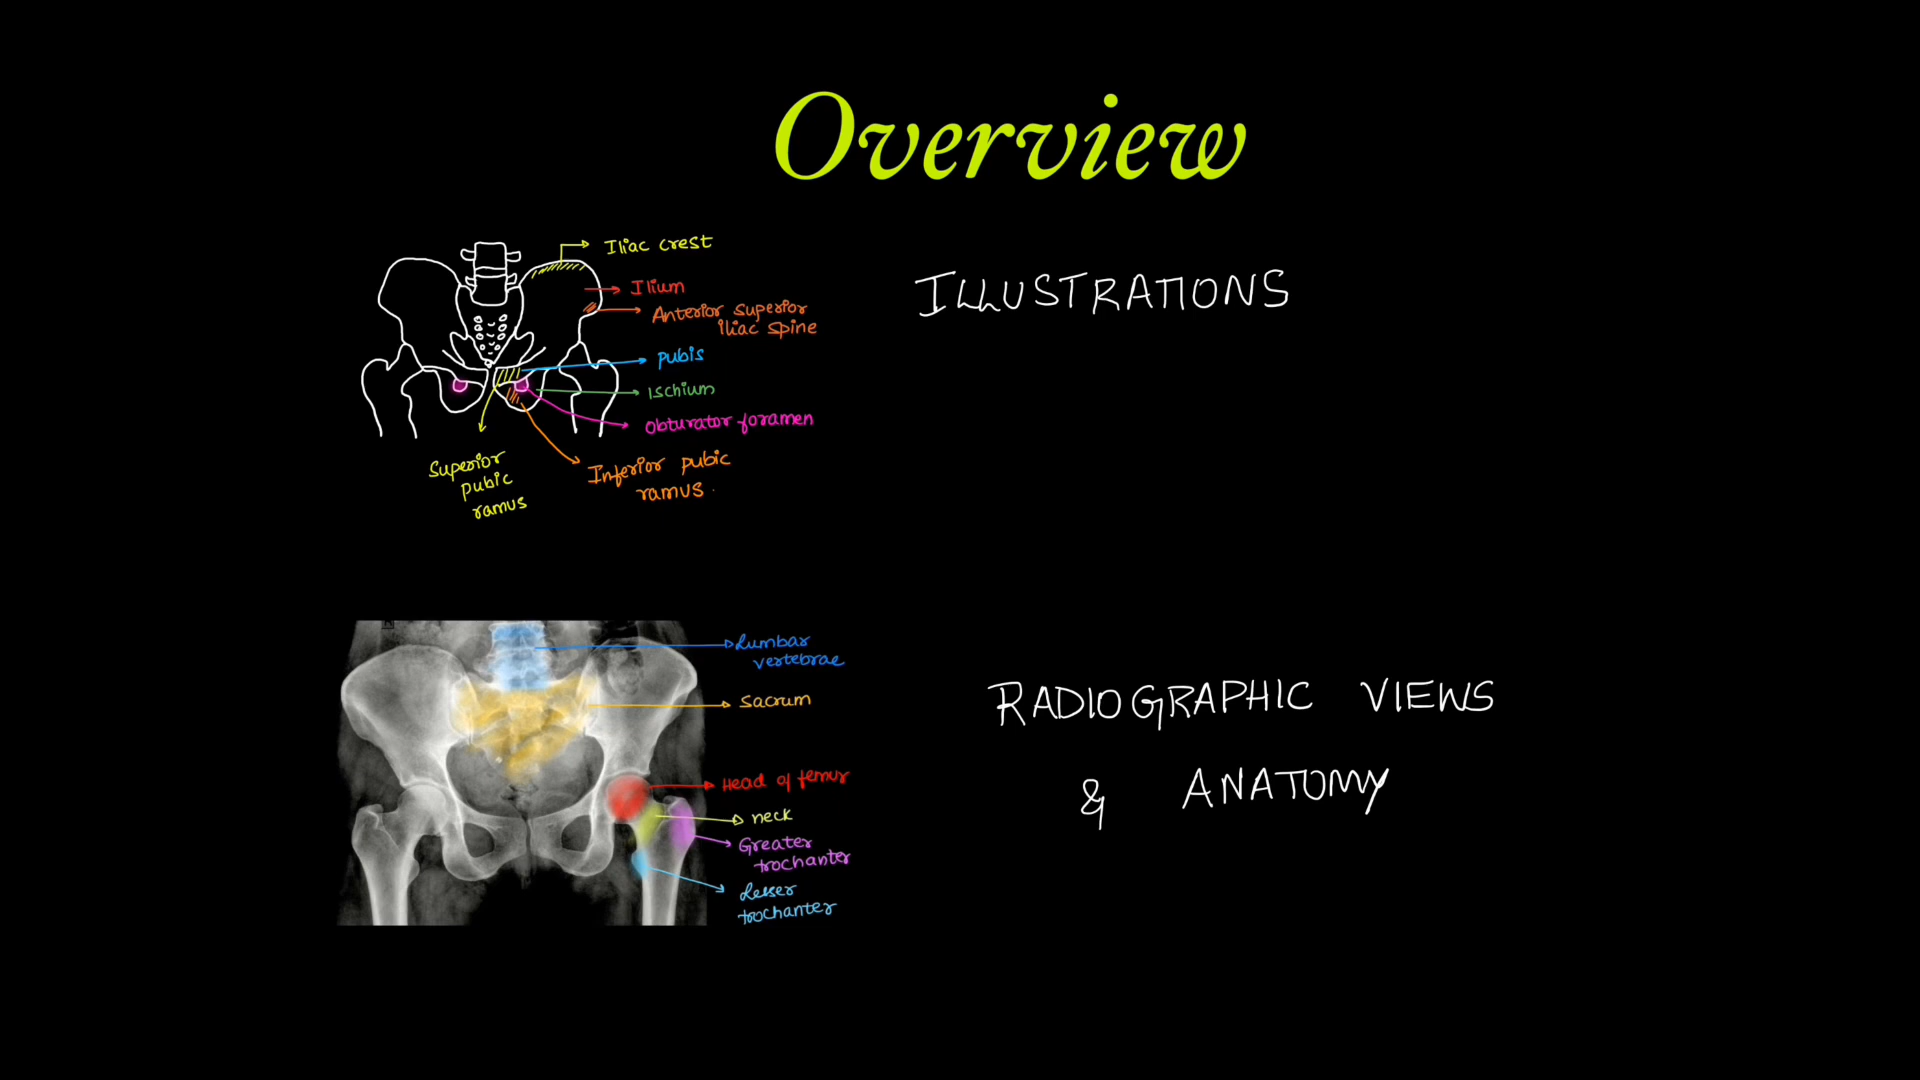 Overview
Iliac crest
Ilium
Anterior superior
iliac spine
pubis
Ischium
obturator foramen
Superior
pubic
ramus
Inferior pubic
ramus.
ILLUSTRATIONS
Lumbar
vertebrae
Sacrum
Head of femur
neck
Greater
trochanter
Lesser
trochanter
RADIOGRAPHIC VIEWS
& ANATOMY